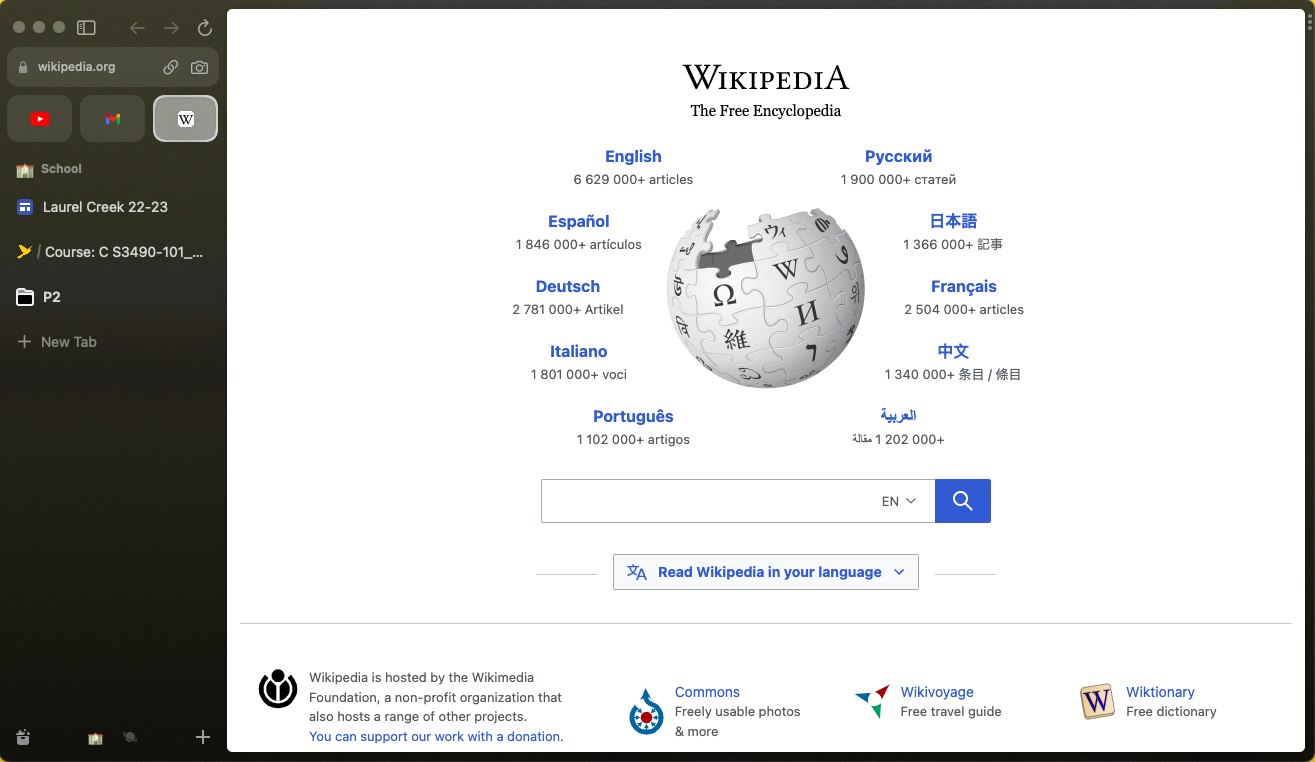 wikipedia.org
School
Laurel Creek 22-23
/ Course: C S3490-101_...
P2
New Tab
WIKIPEDIA
The Free Encyclopedia
English
6 629 000+ articles
Русский
1 900 000+ статей
Español
1 846 000+ artículos
日本語
1 366 000+ 記事
Deutsch
2 781 000+ Artikel
Français
2 504 000+ articles
Italiano
1 801 000+ voci
中文
1 340 000+ 条目 / 條目
Português
1 102 000+ artigos
العربية
1 202 000+ مقالة
Ω
W
И
維
ウィ
EN
Read Wikipedia in your language
Wikipedia is hosted by the Wikimedia
Foundation, a non-profit organization that
also hosts a range of other projects.
You can support our work with a donation.
Commons
Freely usable photos
& more
Wikivoyage
Free travel guide
W
Wiktionary
Free dictionary